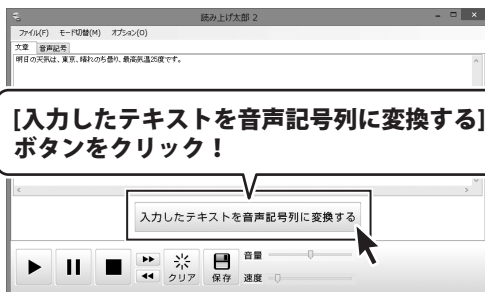 読み上げ太郎 2
ファイル(F) モード切替(M) オプション(O)
文章 音声記号
明日の天気は、東京、晴れのち曇り、最高気温25度です。
[入力したテキストを音声記号列に変換する]
ボタンをクリック！
入力したテキストを音声記号列に変換する
クリア 保存 音量
速度